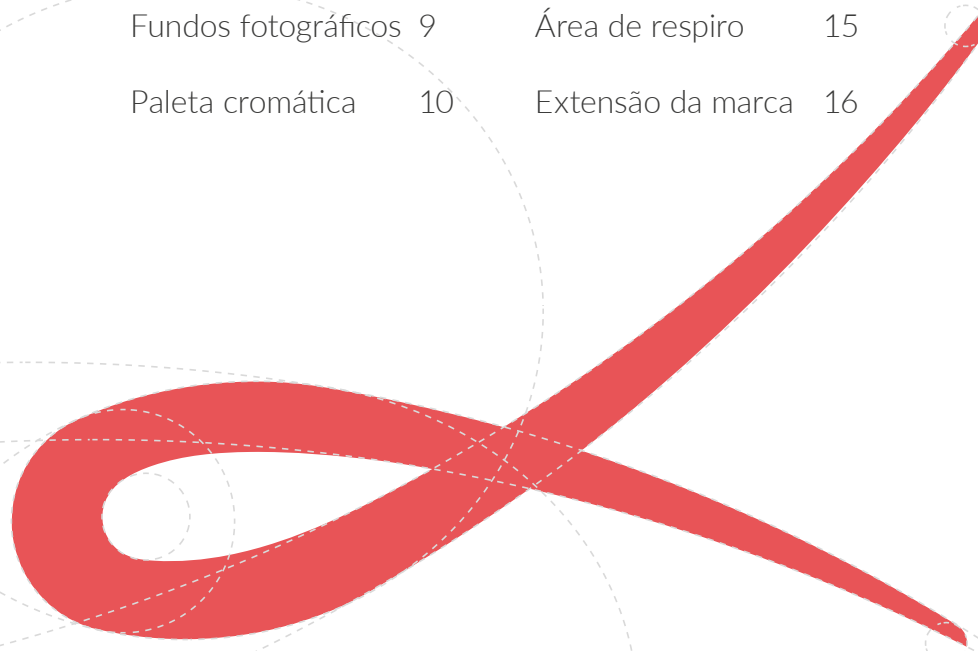 Fundos fotográficos 9 Área de respiro 15
Paleta cromática 10 Extensão da marca 16